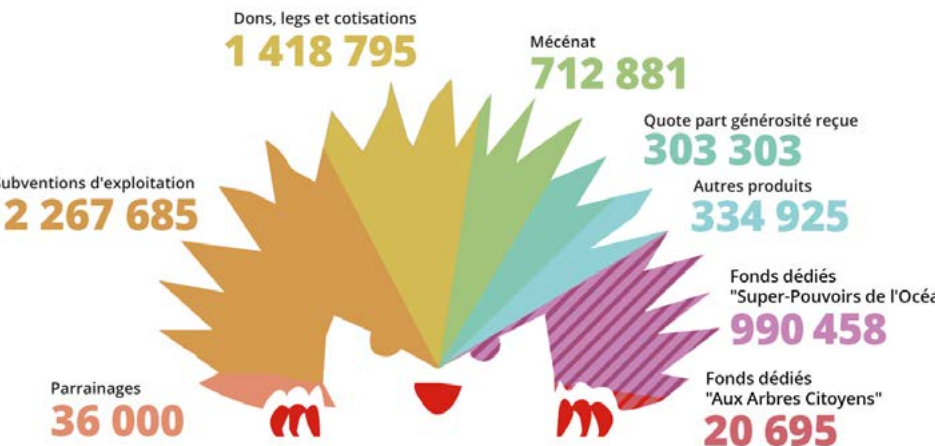 Dons, legs et cotisations
1 418 795
Mécénat
712 881
Quote part générosité reçue
303 303
Autres produits
334 925
Subventions d'exploitation
2 267 685
Fonds dédiés
"Super-Pouvoirs de l'Océa
990 458
Parrainages
36 000
Fonds dédiés
"Aux Arbres Citoyens"
20 695